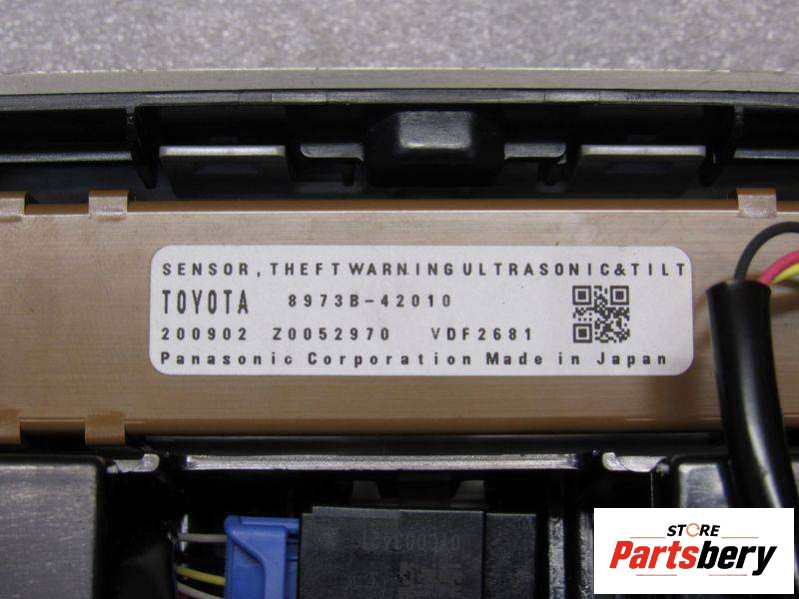 SENSOR, THEFT WARNING ULTRASONIC&TILT
TOYOTA 8973B-42010
200902 Z0052970 VDF2681
Panasonic Corporation Made in Japan
STORE
Partsbery